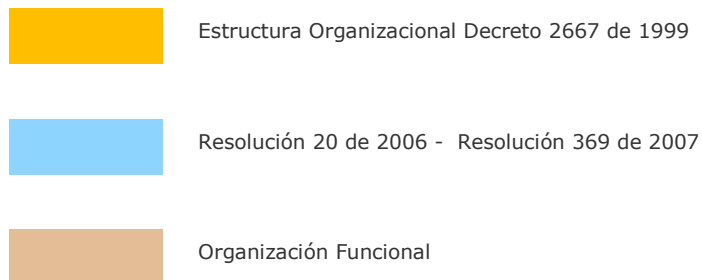 Estructura Organizacional Decreto 2667 de 1999
Resolución 20 de 2006 - Resolución 369 de 2007
Organización Funcional